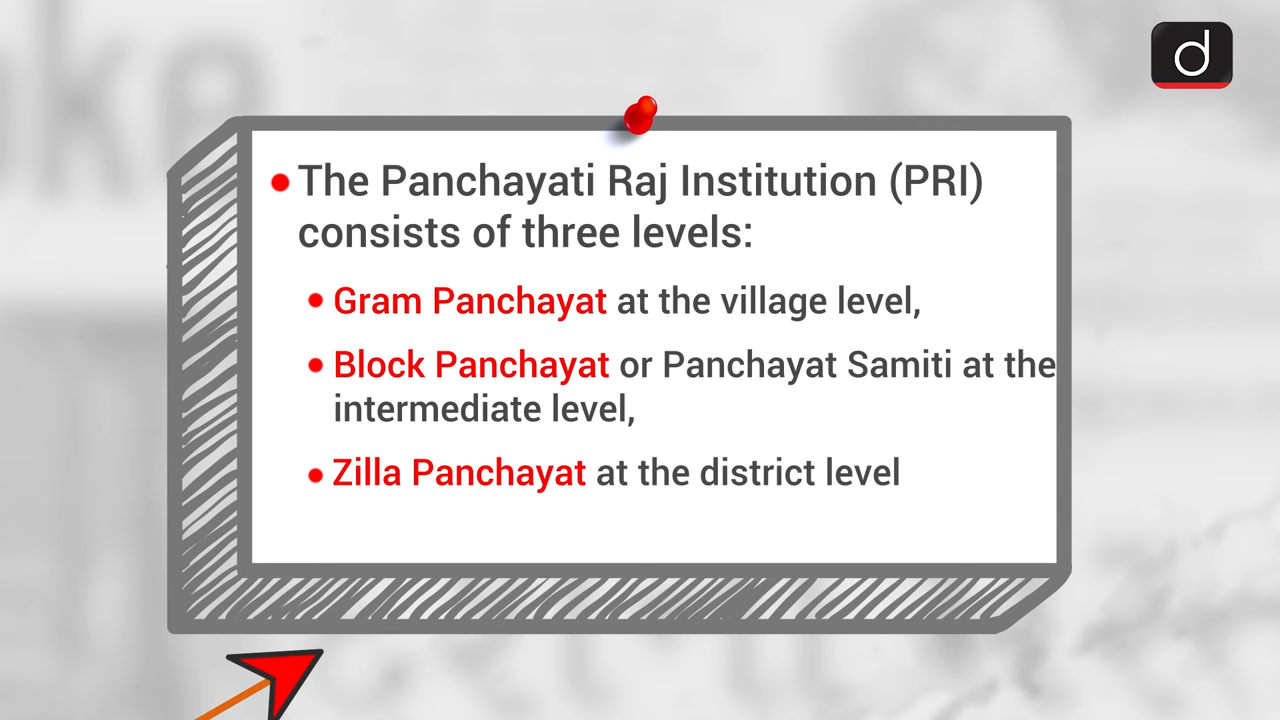 d
The Panchayati Raj Institution (PRI)
consists of three levels:
Gram Panchayat at the village level,
Block Panchayat or Panchayat Samiti at the
intermediate level,
Zilla Panchayat at the district level